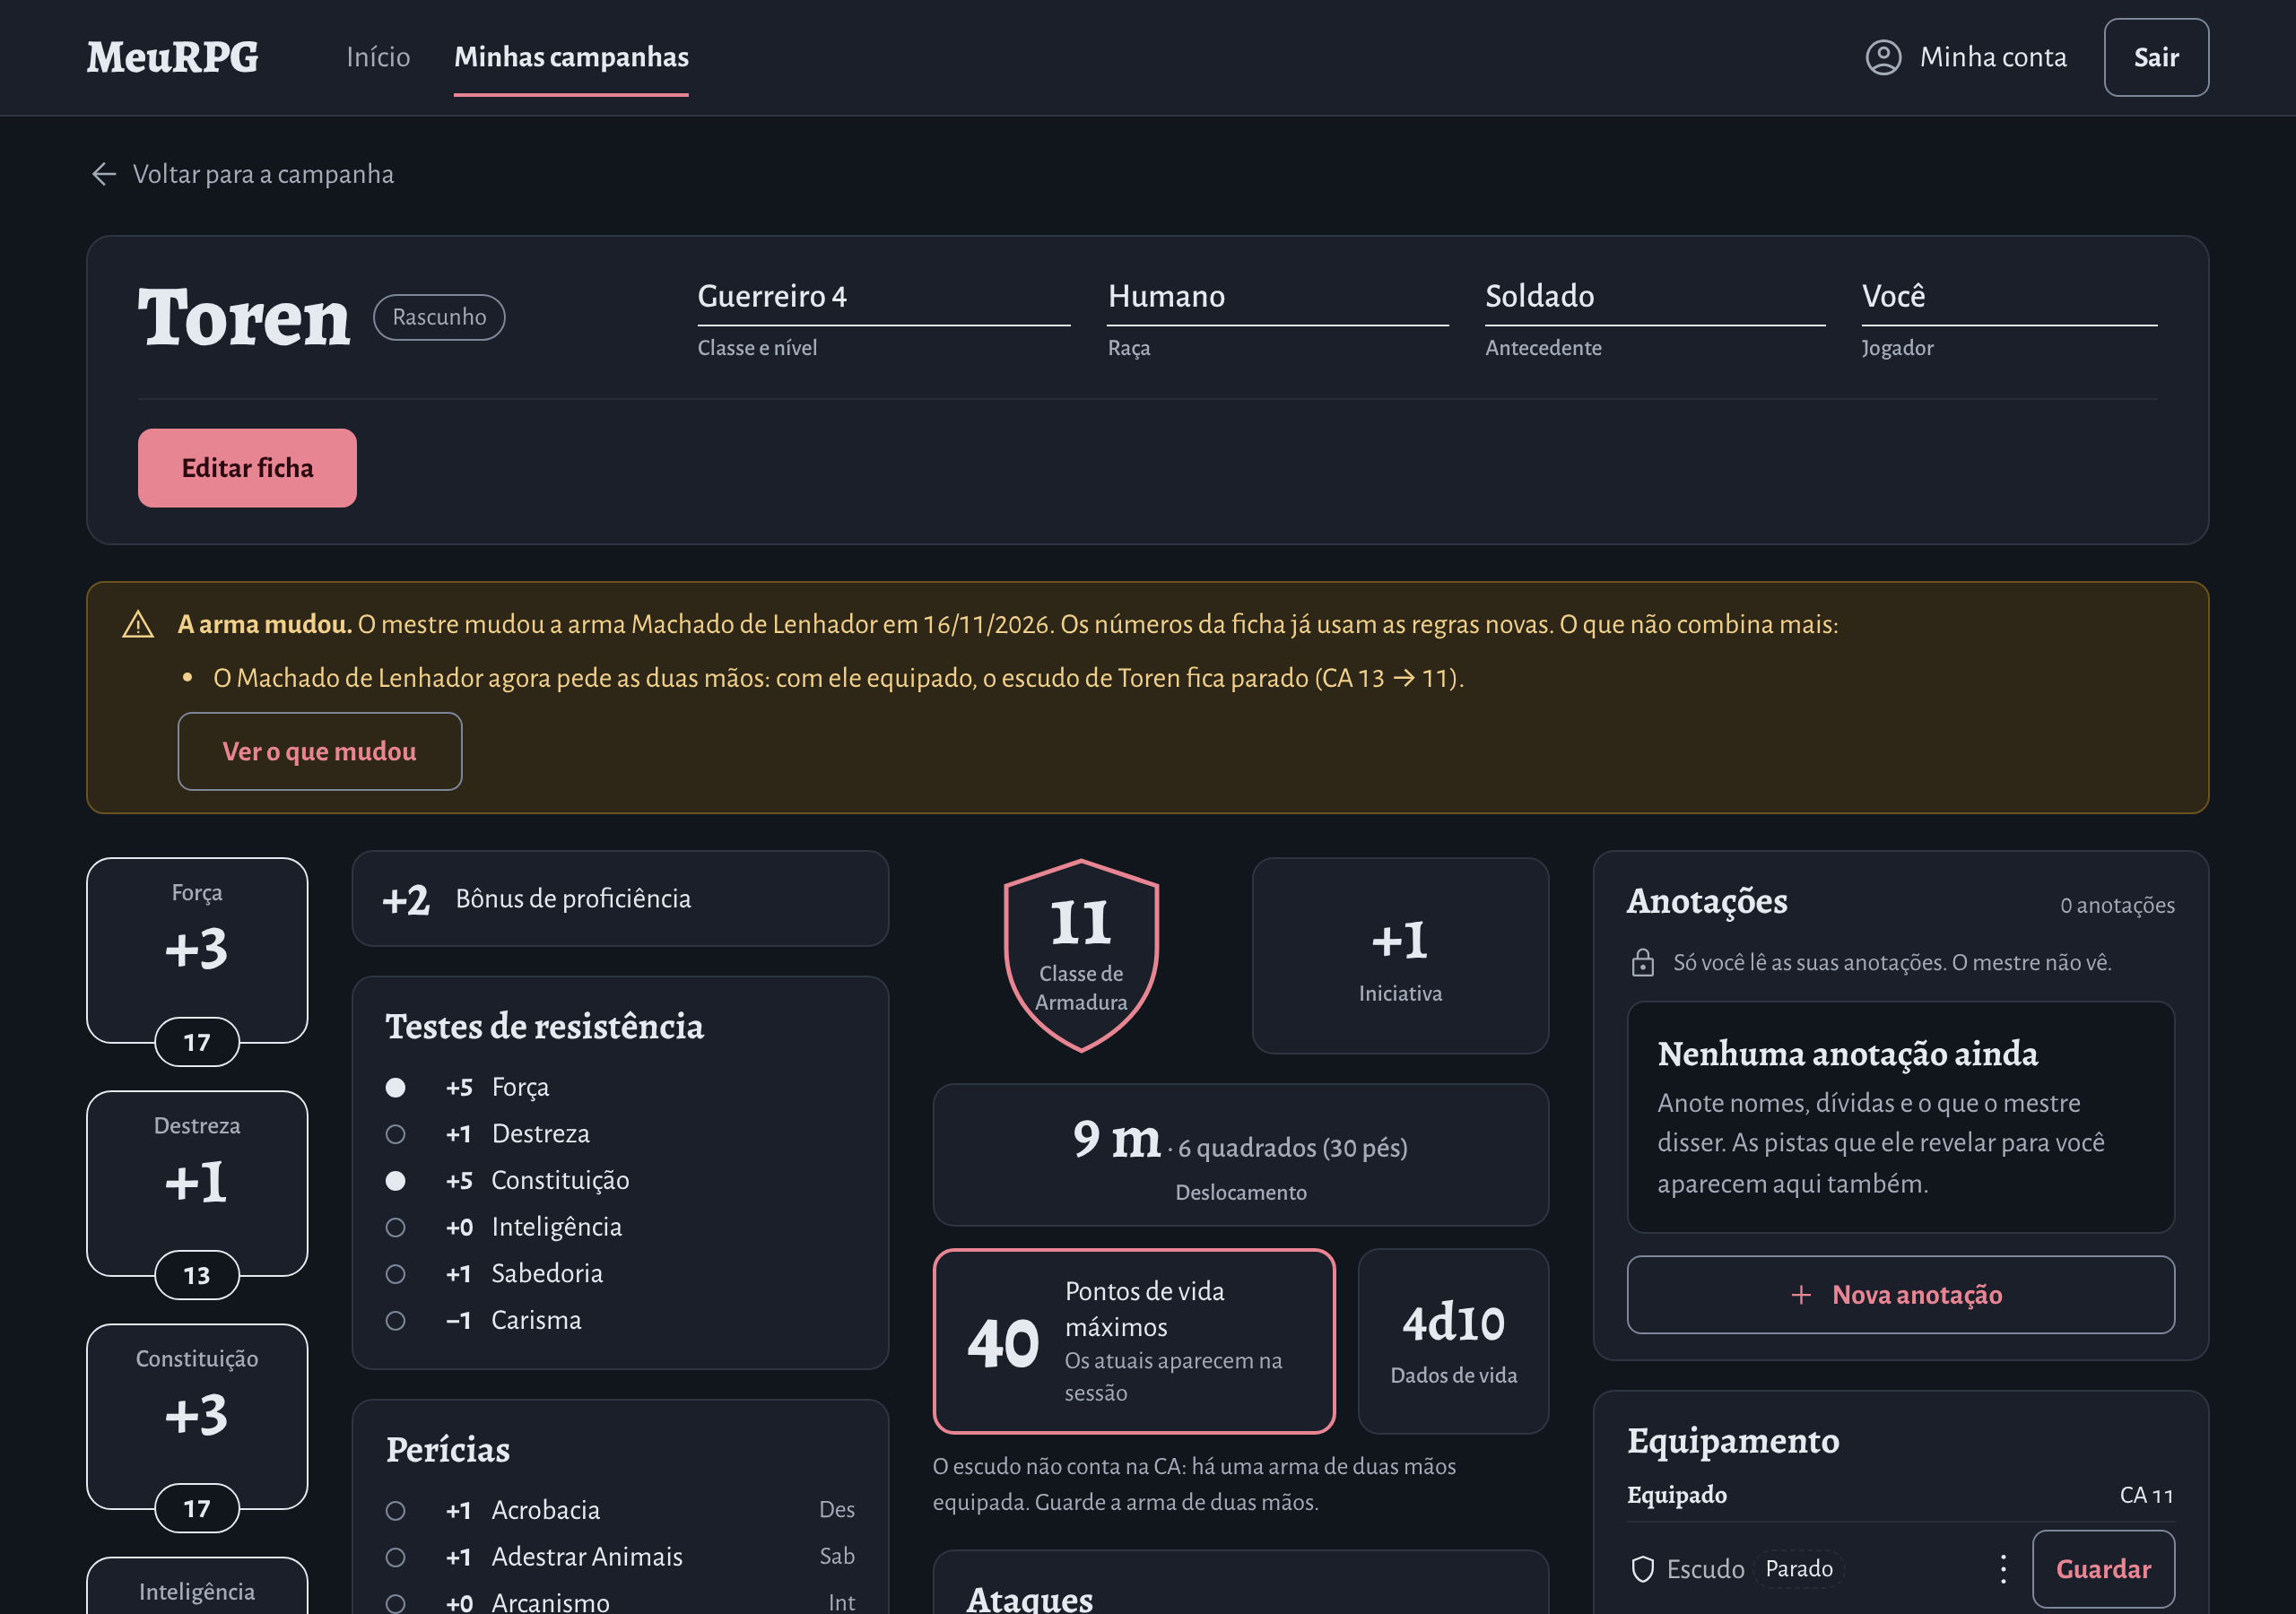 MeuRPG
Início
Minhas campanhas
Minha conta
Sair
Voltar para a campanha
Toren
Rascunho
Guerreiro 4
Classe e nível
Humano
Raça
Soldado
Antecedente
Você
Jogador
Editar ficha
A arma mudou. O mestre mudou a arma Machado de Lenhador em 16/11/2026. Os números da ficha já usam as regras novas. O que não combina mais:
• O Machado de Lenhador agora pede as duas mãos: com ele equipado, o escudo de Toren fica parado (CA 13 → 11).
Ver o que mudou
Força
+3
17
Destreza
+1
13
Constituição
+3
17
Inteligência
+2 Bônus de proficiência
Testes de resistência
+5 Força
+1 Destreza
+5 Constituição
+0 Inteligência
+1 Sabedoria
−1 Carisma
Perícias
+1 Acrobacia Des
+1 Adestrar Animais Sab
+0 Arcanismo Int
11
Classe de
Armadura
+1
Iniciativa
9 m · 6 quadrados (30 pés)
Deslocamento
40
Pontos de vida
máximos
Os atuais aparecem na
sessão
4d10
Dados de vida
O escudo não conta na CA: há uma arma de duas mãos
equipada. Guarde a arma de duas mãos.
Ataques
Anotações
0 anotações
Só você lê as suas anotações. O mestre não vê.
Nenhuma anotação ainda
Anote nomes, dívidas e o que o mestre
disser. As pistas que ele revelar para você
aparecem aqui também.
+ Nova anotação
Equipamento
Equipado CA 11
Escudo Parado
Guardar